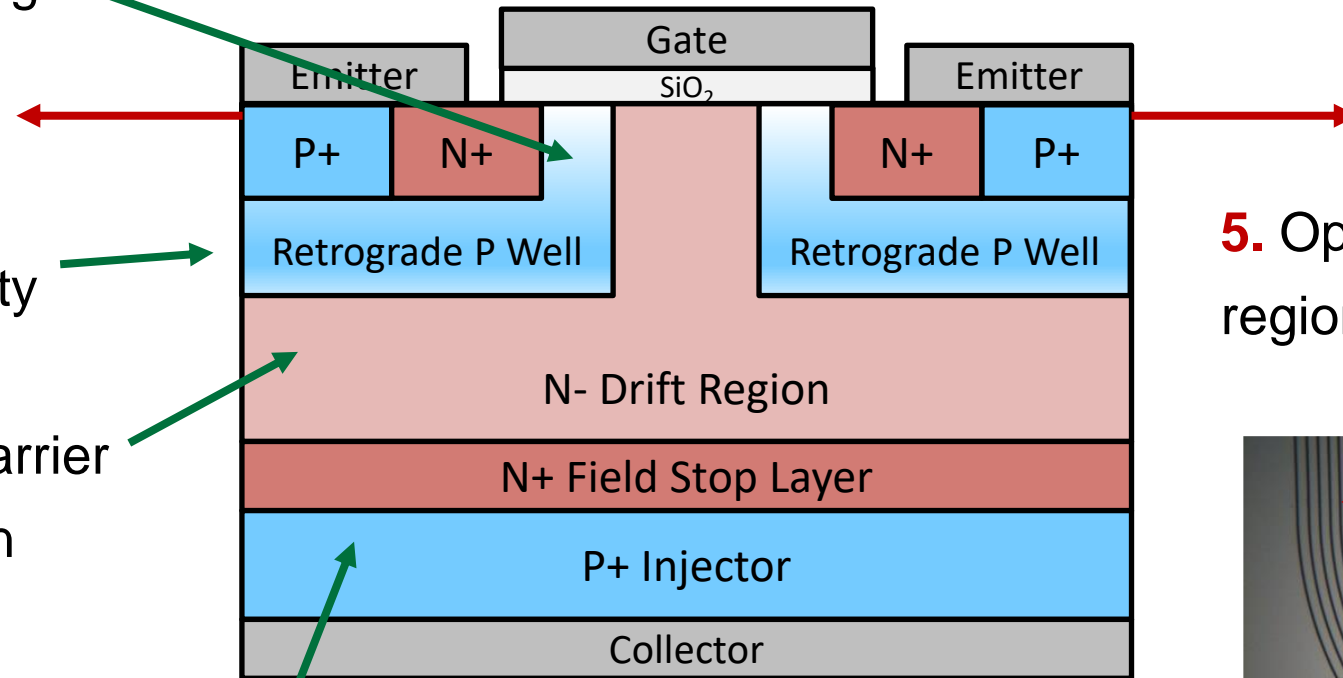 g
Gate
Emitter
SiO₂
Emitter
P+
N+
N+
P+
Retrograde P Well
Retrograde P Well
ty
5. Op
region
N- Drift Region
arrier
N+ Field Stop Layer
n
P+ Injector
Collector